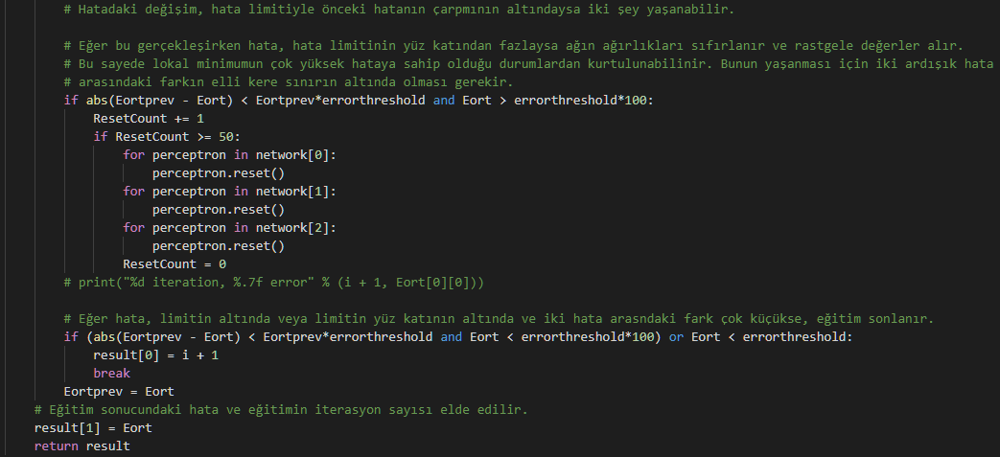 # Hatadaki değişim, hata limitiyle önceki hatanın çarpmının altındaysa iki şey yaşanabilir.
# Eğer bu gerçekleşirken hata, hata limitinin yüz katından fazlaysa ağın ağırlıkları sıfırlanır ve rastgele değerler alır.
# Bu sayede lokal minimumun çok yüksek hataya sahip olduğu durumlardan kurtulunabilinir. Bunun yaşanması için iki ardışık hata
# arasındaki farkın elli kere sınırın altında olması gerekir.
if abs(Eortprev - Eort) < Eortprev*errorthreshold and Eort > errorthreshold*100:
    ResetCount += 1
    if ResetCount >= 50:
        for perceptron in network[0]:
            perceptron.reset()
        for perceptron in network[1]:
            perceptron.reset()
        for perceptron in network[2]:
            perceptron.reset()
        ResetCount = 0
# print("%d iteration, %.7f error" % (i + 1, Eort[0][0]))
# Eğer hata, limitin altında veya limitin yüz katının altında ve iki hata arasndaki fark çok küçükse, eğitim sonlanır.
if (abs(Eortprev - Eort) < Eortprev*errorthreshold and Eort < errorthreshold*100) or Eort < errorthreshold:
    result[0] = i + 1
    break
Eortprev = Eort
# Eğitim sonucundaki hata ve eğitimin iterasyon sayısı elde edilir.
result[1] = Eort
return result